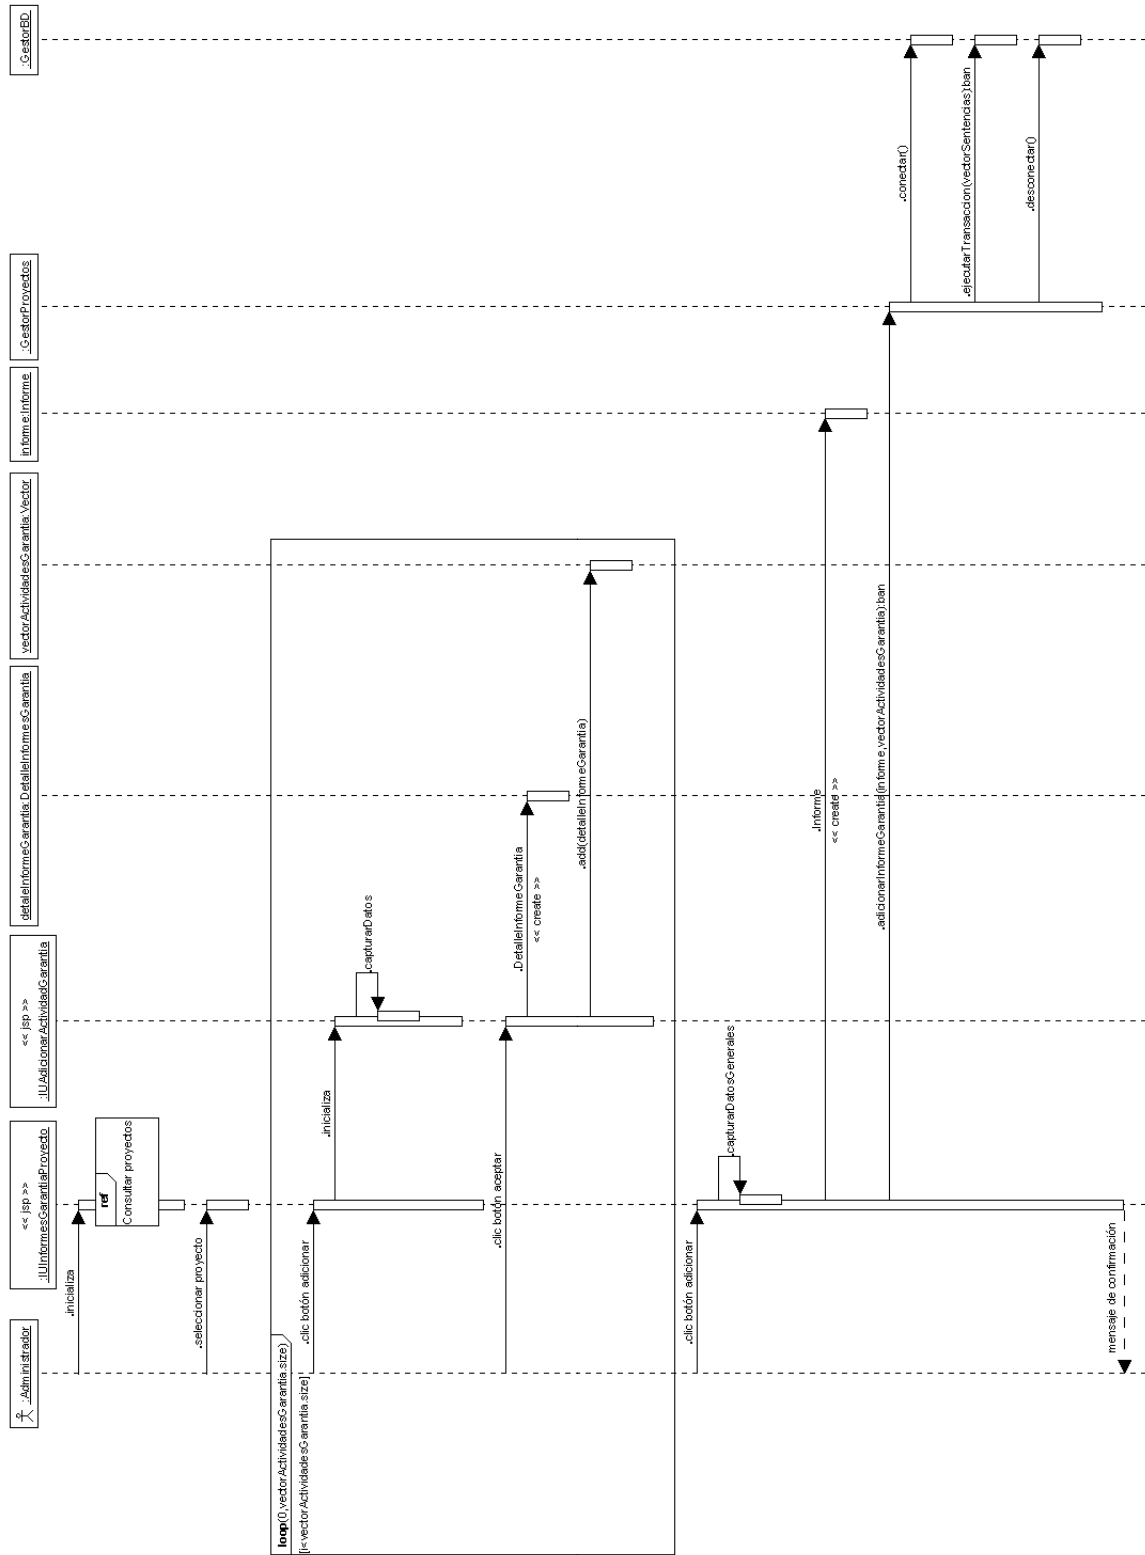 :Administrador
<< jsp >>
:IUInformesGarantiaProyecto
<< jsp >>
:IUAdicionarActividadGarantia
detalleInformeGarantia:DetalleInformesGarantia
vectorActividadesGarantia:Vector
informe:Informe
:GestorProyectos
:GestorBD
.inicializa
ref
Consultar proyectos
.seleccionar proyecto
loop(0,vectorActividadesGarantia.size)
[i<vectorActividadesGarantia.size]
.clic botón adicionar
.inicializa
.capturarDatos
.clic botón aceptar
.DetalleInformeGarantia
<< create >>
.add(detalleInformeGarantia)
.clic botón adicionar
.capturarDatosGenerales
.Informe
<< create >>
.adicionarInformeGarantia(informe,vectorActividadesGarantia):ban
.conectar()
.ejecutarTransaccion(vectorSentencias):ban
.desconectar()
mensaje de confirmación